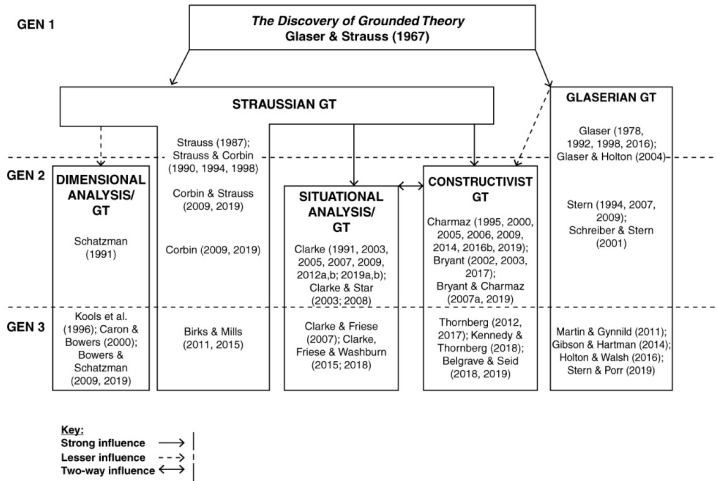 GEN 1
The Discovery of Grounded Theory
Glaser & Strauss (1967)
STRAUSSIAN GT
GLASERIAN GT
Strauss (1987);
Strauss & Corbin
(1990, 1994, 1998)
Glaser (1978,
1992, 1998, 2016);
Glaser & Holton (2004)
GEN 2
DIMENSIONAL
ANALYSIS/
GT
Schatzman
(1991)
Corbin & Strauss
(2009, 2019)
Corbin (2009, 2019)
SITUATIONAL
ANALYSIS/
GT
Clarke (1991, 2003,
2005, 2007, 2009,
2012a,b; 2019a,b);
Clarke & Star
(2003; 2008)
CONSTRUCTIVIST
GT
Charmaz (1995, 2000,
2005, 2006, 2009,
2014, 2016b, 2019);
Bryant (2002, 2003,
2017);
Bryant & Charmaz
(2007a, 2019)
Stern (1994, 2007,
2009);
Schreiber & Stern
(2001)
GEN 3
Kools et al.
(1996); Caron &
Bowers (2000);
Bowers &
Schatzman
(2009, 2019)
Birks & Mills
(2011, 2015)
Clarke & Friese
(2007); Clarke,
Friese & Washburn
(2015; 2018)
Thornberg (2012,
2017); Kennedy &
Thornberg (2018);
Belgrave & Seid
(2018, 2019)
Martin & Gynnild (2011);
Gibson & Hartman (2014);
Holton & Walsh (2016);
Stern & Porr (2019)
Key:
Strong influence
Lesser influence
Two-way influence